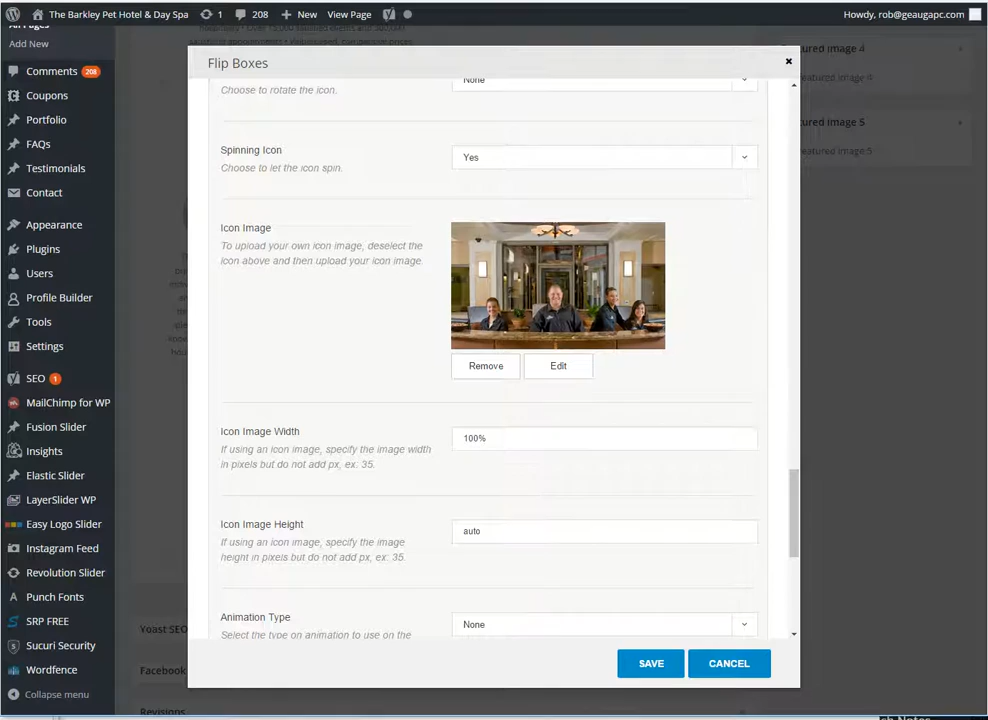 The Barkley Pet Hotel & Day Spa
1
208
New
View Page
Howdy, rob@geaugapc.com
All Pages
Add New
Comments 208
Coupons
Portfolio
FAQs
Testimonials
Contact
Appearance
Plugins
Users
Profile Builder
Tools
Settings
SEO 1
MailChimp for WP
Fusion Slider
Insights
Elastic Slider
LayerSlider WP
Easy Logo Slider
Instagram Feed
Revolution Slider
Punch Fonts
SRP FREE
Sucuri Security
Wordfence
Collapse menu
Flip Boxes
×
None
Choose to rotate the icon.
Spinning Icon
Choose to let the icon spin.
Yes
Icon Image
To upload your own icon image, deselect the
icon above and then upload your icon image.
Remove
Edit
Icon Image Width
If using an icon image, specify the image width
in pixels but do not add px, ex: 35.
100%
Icon Image Height
If using an icon image, specify the image
height in pixels but do not add px, ex: 35.
auto
Animation Type
Select the type on animation to use on the
None
SAVE
CANCEL
tured image 4
eatured image 4
tured image 5
eatured image 5
Yoast SEO
Facebook
Revisions